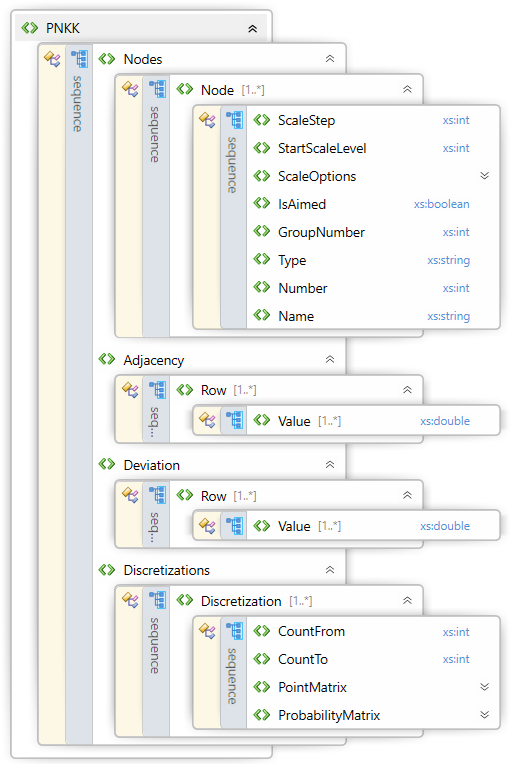 PNKK
sequence
Nodes
sequence
Node [1..*]
sequence
ScaleStep xs:int
StartScaleLevel xs:int
ScaleOptions
IsAimed xs:boolean
GroupNumber xs:int
Type xs:string
Number xs:int
Name xs:string
Adjacency
seq...
Row [1..*]
Value [1..*] xs:double
Deviation
seq...
Row [1..*]
Value [1..*] xs:double
Discretizations
sequence
Discretization [1..*]
sequence
CountFrom xs:int
CountTo xs:int
PointMatrix
ProbabilityMatrix